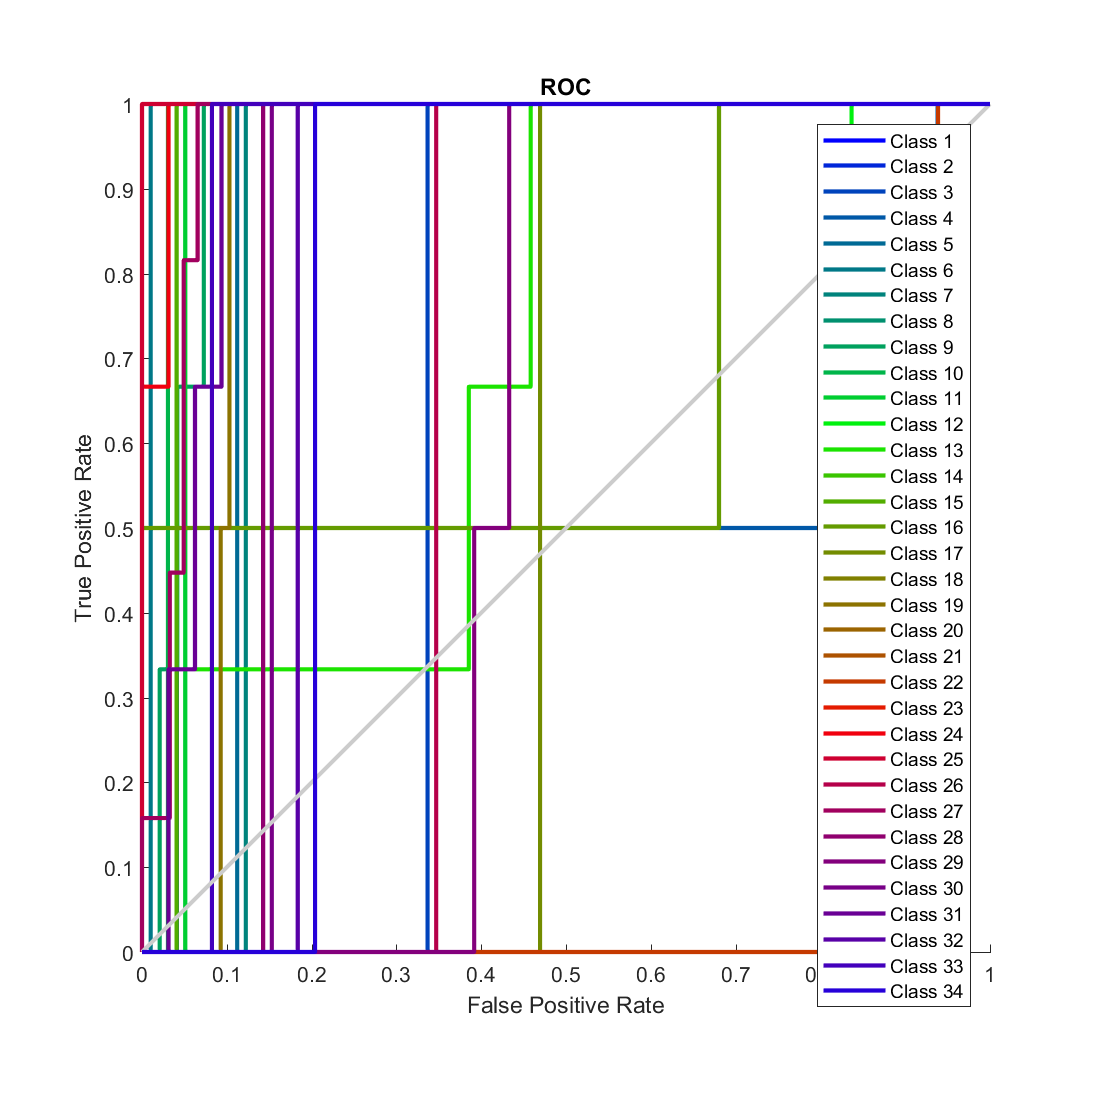 ROC
1
0.9
0.8
0.7
0.6
0.5
0.4
0.3
0.2
0.1
0
True Positive Rate
0 0.1 0.2 0.3 0.4 0.5 0.6 0.7 1
False Positive Rate
Class 1
Class 2
Class 3
Class 4
Class 5
Class 6
Class 7
Class 8
Class 9
Class 10
Class 11
Class 12
Class 13
Class 14
Class 15
Class 16
Class 17
Class 18
Class 19
Class 20
Class 21
Class 22
Class 23
Class 24
Class 25
Class 26
Class 27
Class 28
Class 29
Class 30
Class 31
Class 32
Class 33
Class 34